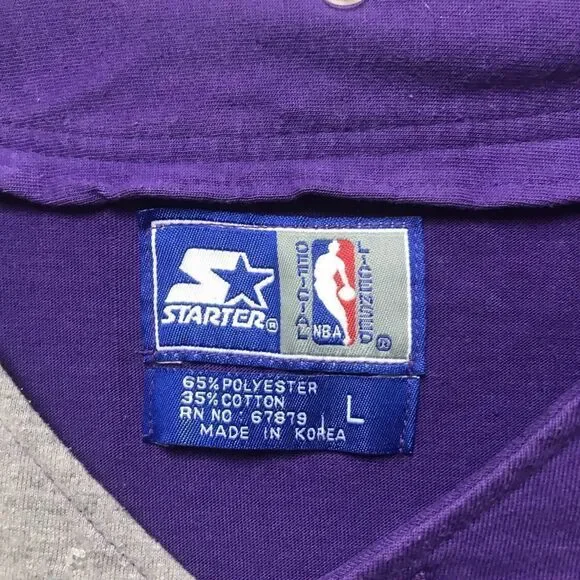 STARTER®
OFFICIAL
NBA
LICENSED
®
65% POLYESTER
35% COTTON
RN NO: 67879
MADE IN KOREA
L